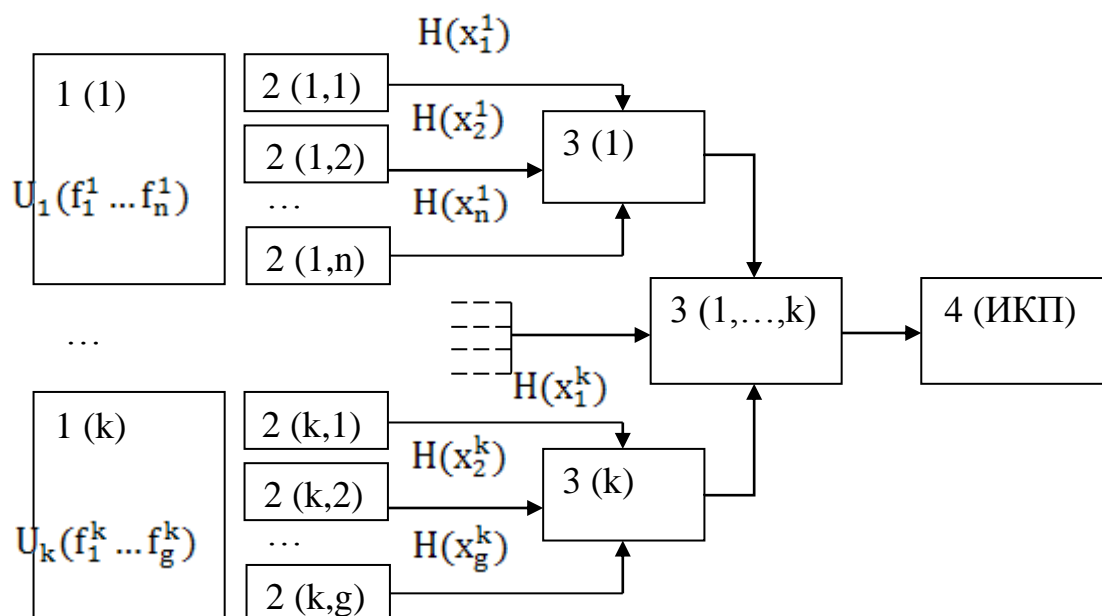 H(x₁¹)
1 (1)
2 (1,1)
H(x₂¹)
3 (1)
2 (1,2)
U₁(f₁¹ …fₙ¹)
H(xₙ¹)
…
2 (1,n)
3 (1,…,k)
4 (ИКП)
…
H(x₁ᵏ)
1 (k)
2 (k,1)
H(x₂ᵏ)
3 (k)
2 (k,2)
Uₖ(f₁ᵏ …f_gᵏ)
…
H(x_gᵏ)
2 (k,g)